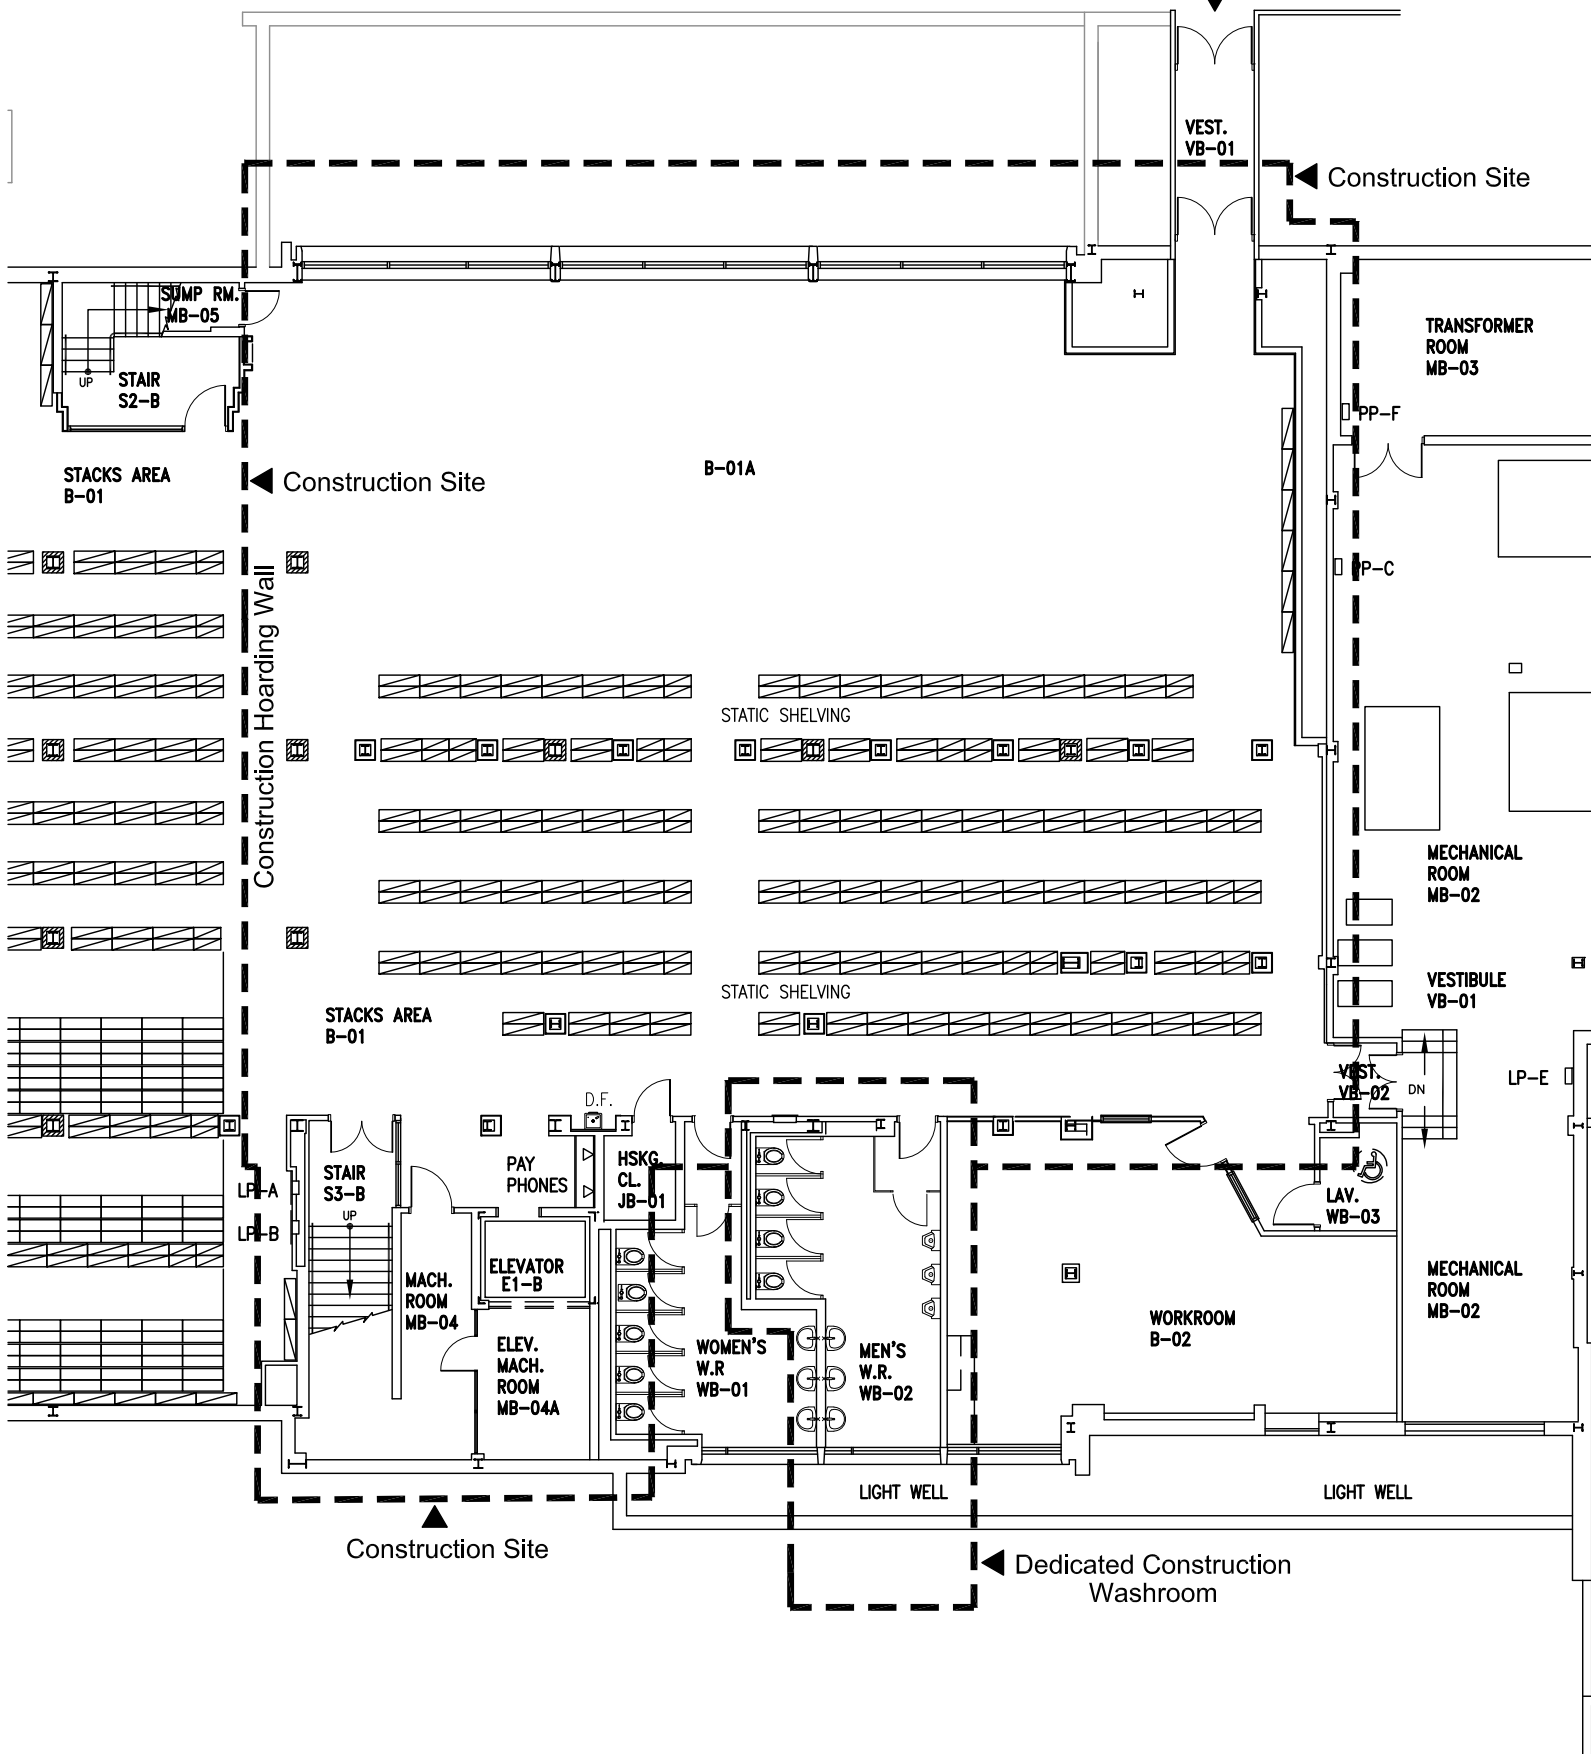 VEST.
VB-01
Construction Site
SUMP RM.
MB-05
TRANSFORMER
ROOM
MB-03
UP
STAIR
S2-B
PP-F
STACKS AREA
B-01
Construction Site
B-01A
PP-C
Construction Hoarding Wall
STATIC SHELVING
MECHANICAL
ROOM
MB-02
STATIC SHELVING
VESTIBULE
VB-01
STACKS AREA
B-01
VEST.
VB-02
DN
LP-E
D.F.
PAY
PHONES
HSKG.
CL.
JB-01
STAIR
S3-B
LP-A
UP
LP-B
LAV.
WB-03
ELEVATOR
E1-B
MACH.
ROOM
MB-04
MECHANICAL
ROOM
MB-02
ELEV.
MACH.
ROOM
MB-04A
WOMEN'S
W.R
WB-01
MEN'S
W.R.
WB-02
WORKROOM
B-02
LIGHT WELL
LIGHT WELL
Construction Site
Dedicated Construction
Washroom